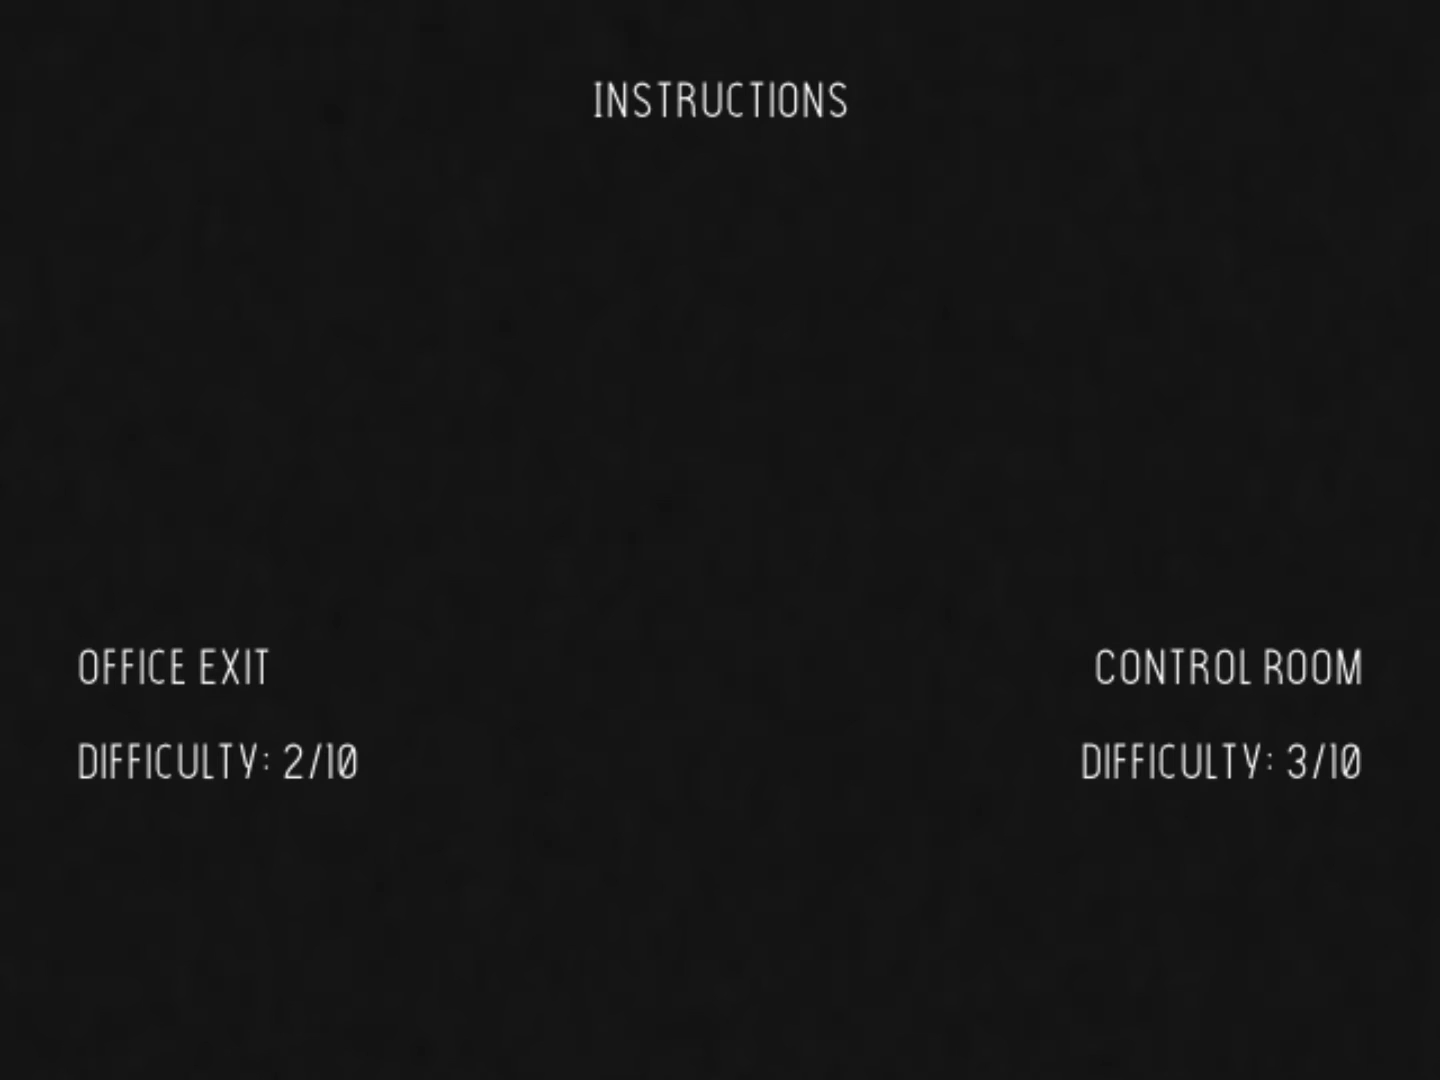 INSTRUCTIONS
OFFICE EXIT
DIFFICULTY: 2/10
CONTROL ROOM
DIFFICULTY: 3/10